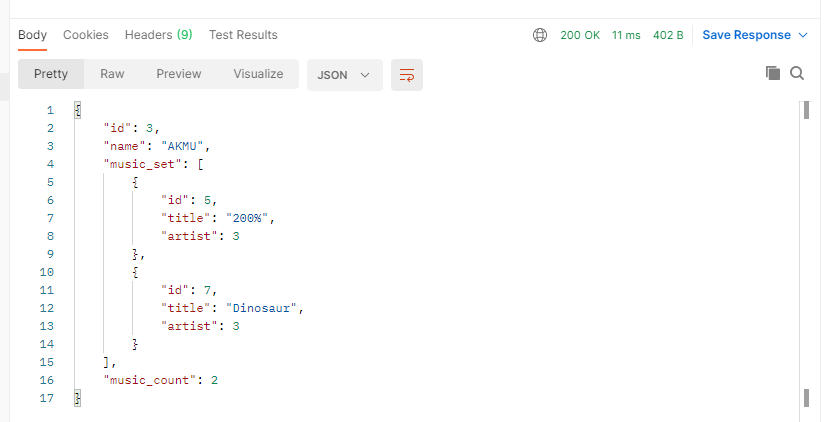 Body Cookies Headers (9) Test Results 200 OK 11 ms 402 B Save Response
Pretty Raw Preview Visualize JSON
1 {
2 "id": 3,
3 "name": "AKMU",
4 "music_set": [
5 {
6 "id": 5,
7 "title": "200%",
8 "artist": 3
9 },
10 {
11 "id": 7,
12 "title": "Dinosaur",
13 "artist": 3
14 }
15 ],
16 "music_count": 2
17 }